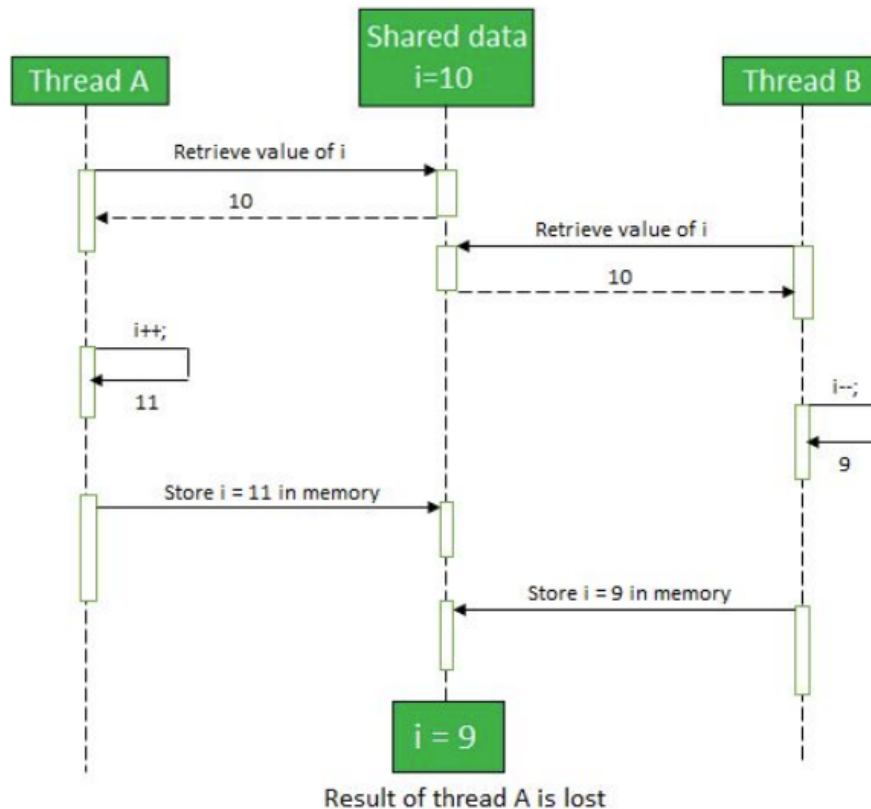 Shared data
i=10
Thread A
Thread B
Retrieve value of i
10
Retrieve value of i
10
i++;
11
i--;
9
Store i = 11 in memory
Store i = 9 in memory
i = 9
Result of thread A is lost